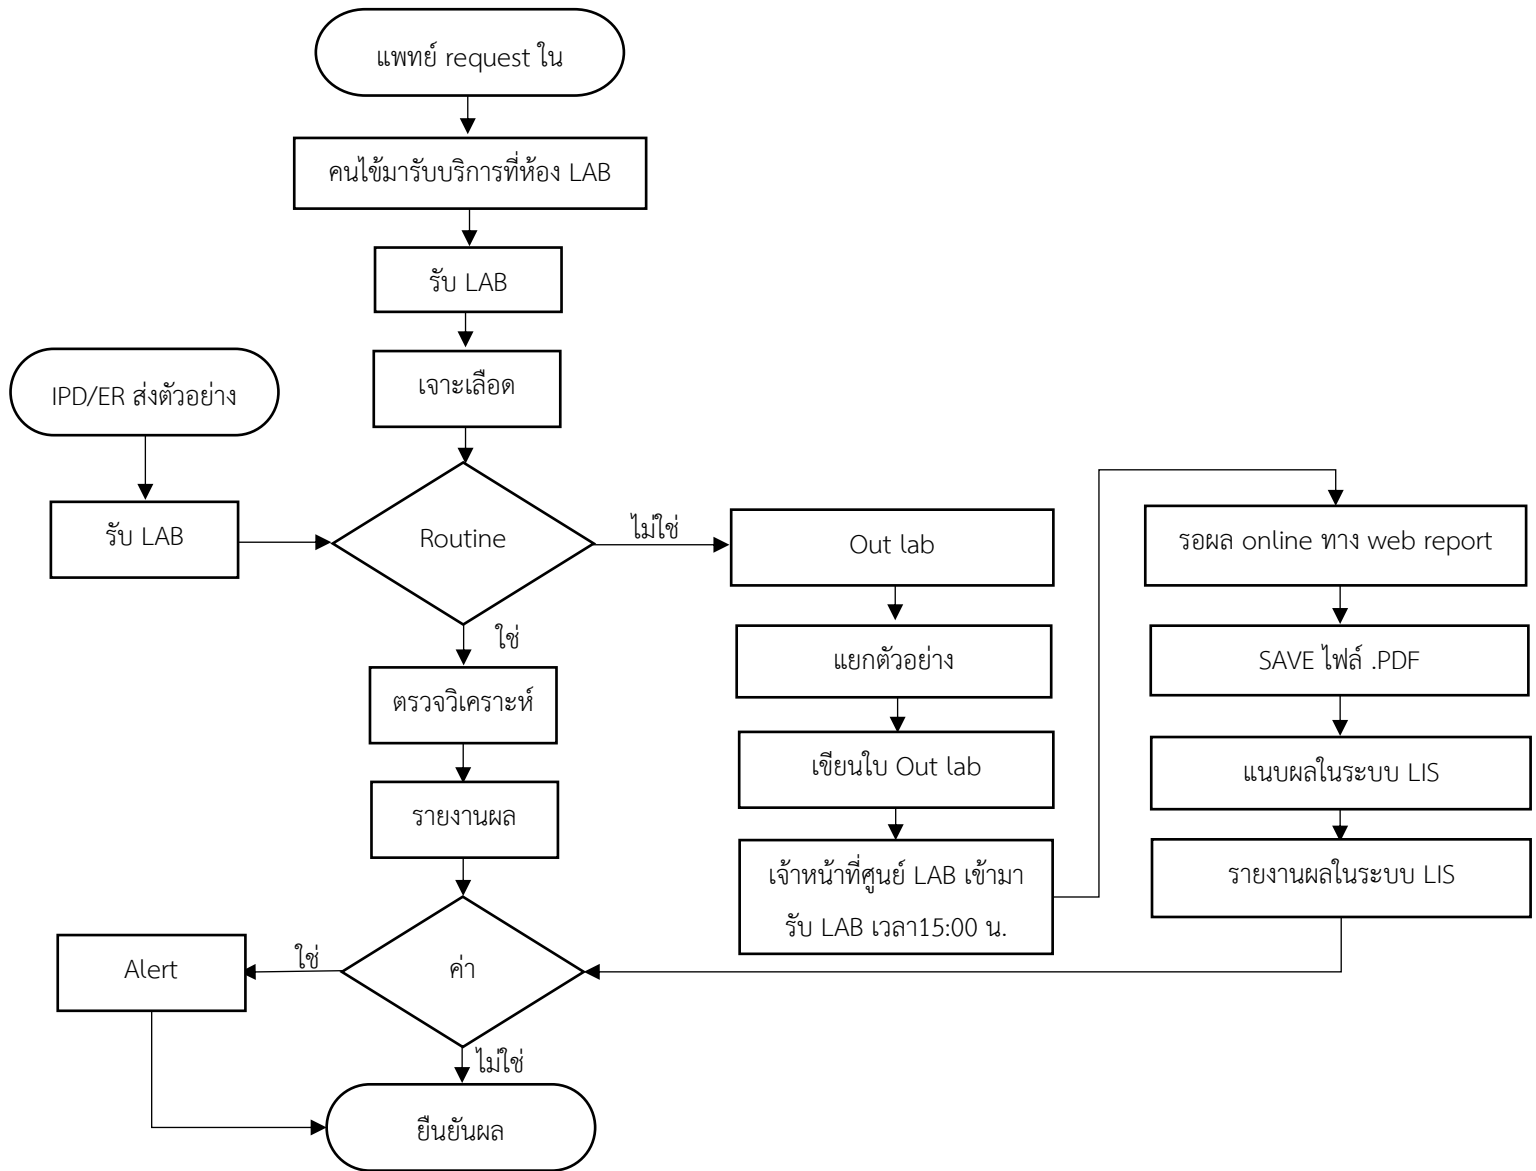 แพทย์ request ใน
คนไข้มารับบริการที่ห้อง LAB
รับ LAB
เจาะเลือด
IPD/ER ส่งตัวอย่าง
รับ LAB
Routine
ไม่ใช่
ใช่
ตรวจวิเคราะห์
รายงานผล
ค่า
ใช่
Alert
ไม่ใช่
ยืนยันผล
Out lab
แยกตัวอย่าง
เขียนใบ Out lab
เจ้าหน้าที่ศูนย์ LAB เข้ามา
รับ LAB เวลา15:00 น.
รอผล online ทาง web report
SAVE ไฟล์ .PDF
แนบผลในระบบ LIS
รายงานผลในระบบ LIS